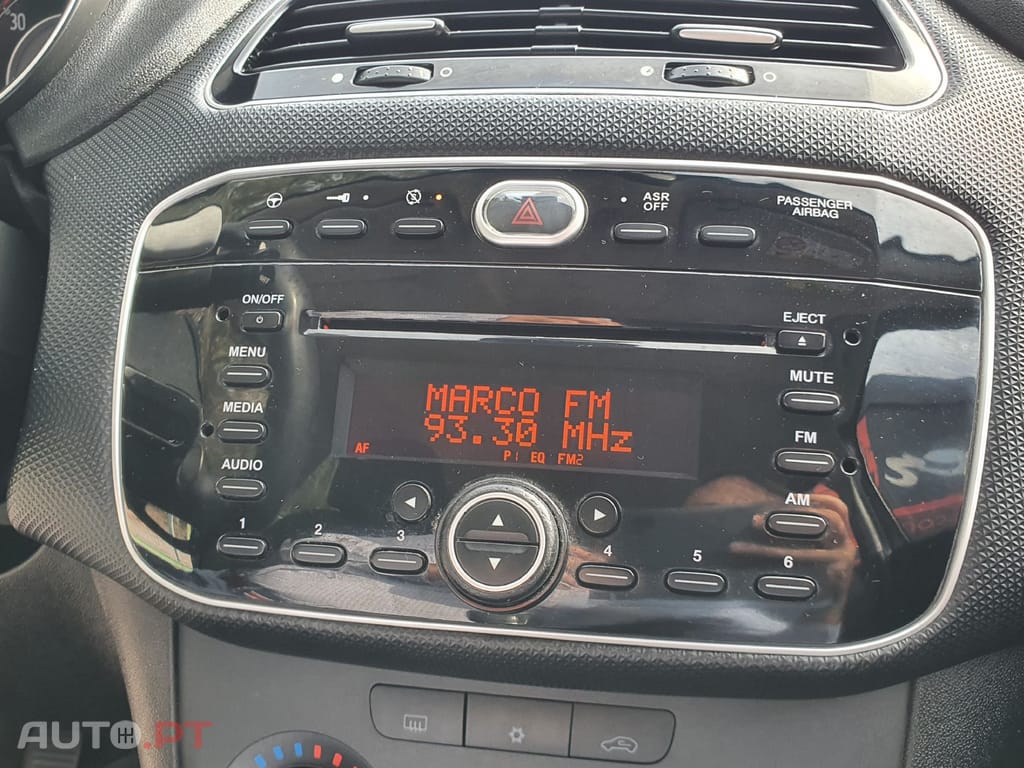 30
ASR
OFF
PASSENGER
AIRBAG
ON/OFF
EJECT
MENU
MUTE
MEDIA
MARCO FM
93.30 MHz
FM
AF
P1 EQ FM2
AUDIO
AM
1
2
3
4
5
6
S
AUTO.PT